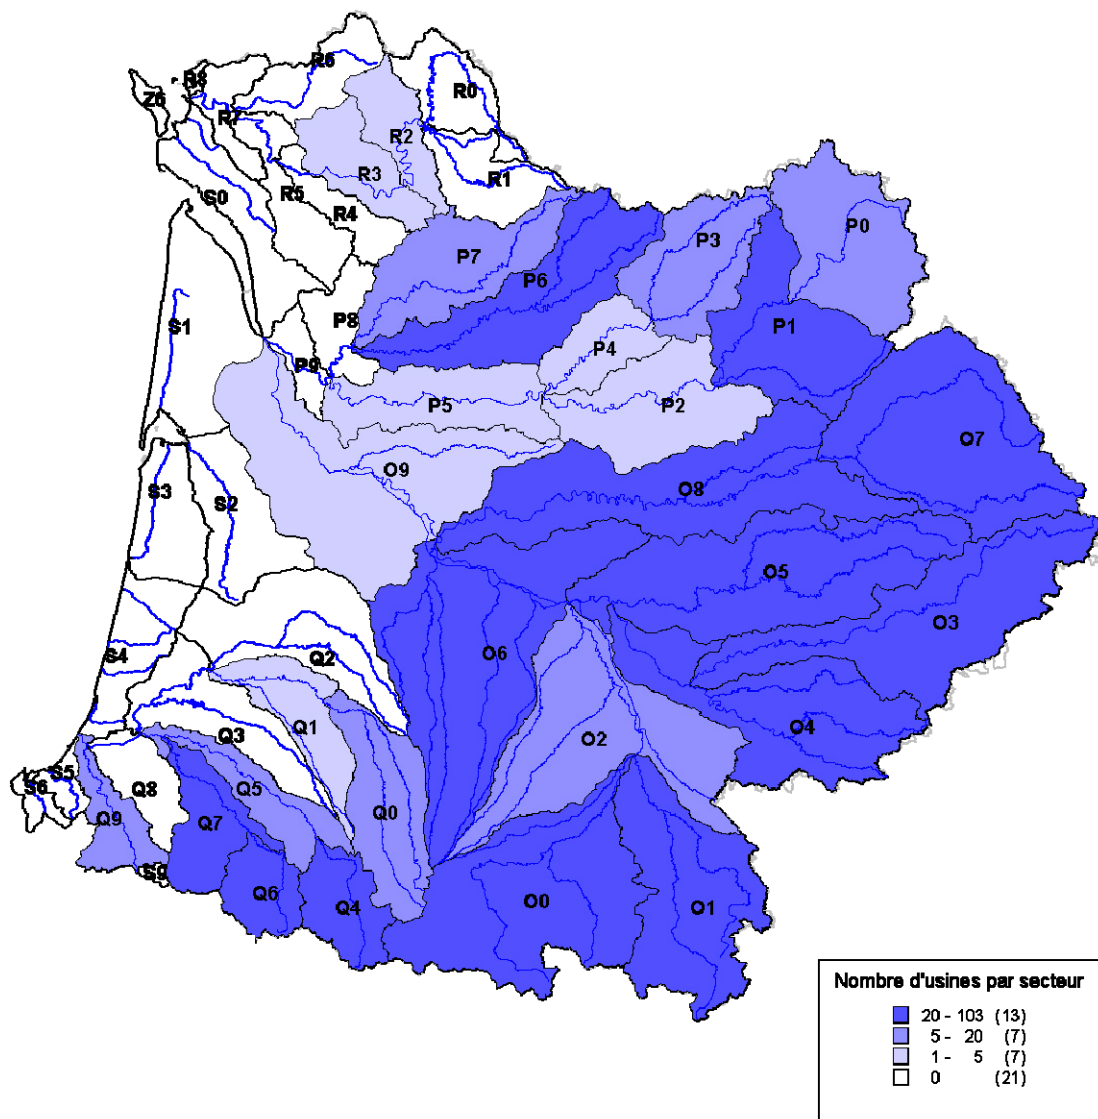 R6
R8
R0
Z6
R7
R2
R3
R1
S0
R5
R4
P0
P7
P3
P6
S1
P8
P1
P4
P9
P5
P2
O7
O9
S3
O8
S2
O5
O3
S4
Q2
O6
Q1
O4
Q3
O2
S5
S6
Q8
Q5
Q0
Q9
Q7
S9
Q6
Q4
O0
O1
Nombre d'usines par secteur
20 - 103 (13)
5 - 20 (7)
1 - 5 (7)
0 (21)